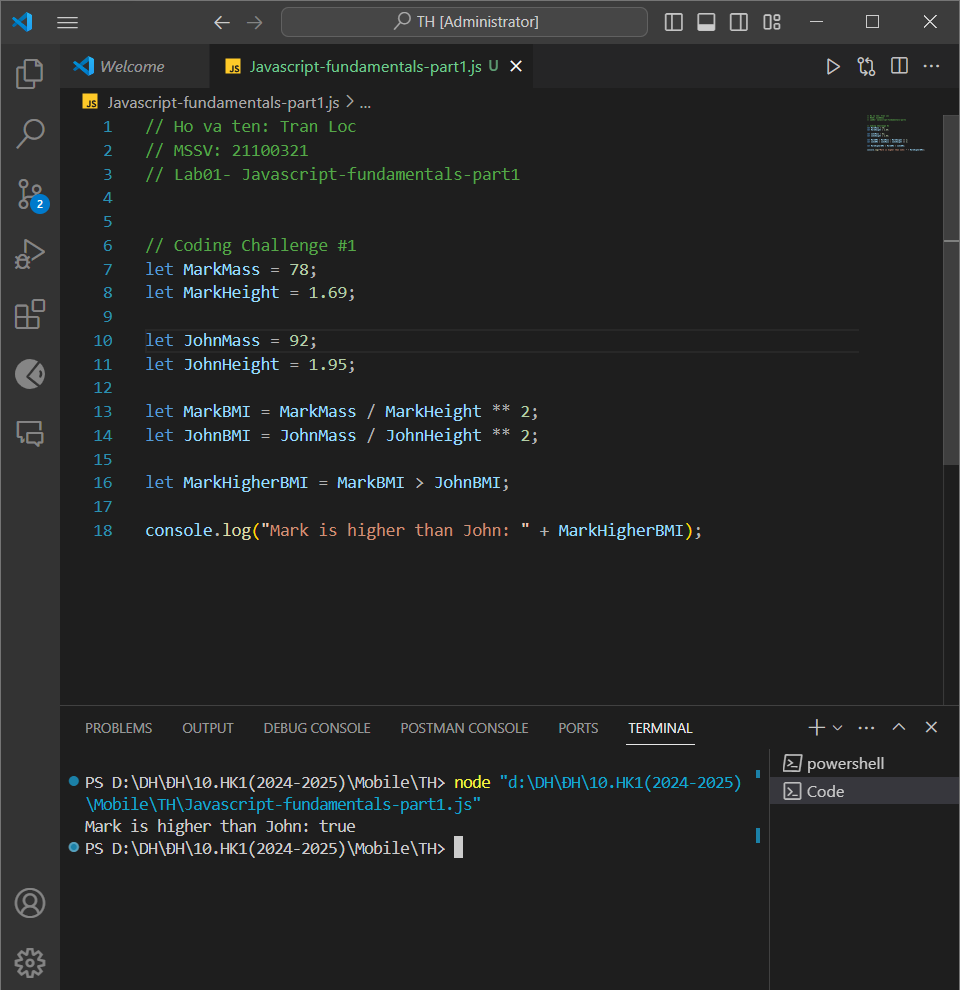 TH [Administrator]
Welcome
JS Javascript-fundamentals-part1.js U
JS Javascript-fundamentals-part1.js > ...
1 // Ho va ten: Tran Loc
2 // MSSV: 21100321
3 // Lab01- Javascript-fundamentals-part1
4
5
6 // Coding Challenge #1
7 let MarkMass = 78;
8 let MarkHeight = 1.69;
9
10 let JohnMass = 92;
11 let JohnHeight = 1.95;
12
13 let MarkBMI = MarkMass / MarkHeight ** 2;
14 let JohnBMI = JohnMass / JohnHeight ** 2;
15
16 let MarkHigherBMI = MarkBMI > JohnBMI;
17
18 console.log("Mark is higher than John: " + MarkHigherBMI);
2
PROBLEMS OUTPUT DEBUG CONSOLE POSTMAN CONSOLE PORTS TERMINAL
PS D:\DH\ĐH\10.HK1(2024-2025)\Mobile\TH> node "d:\DH\ĐH\10.HK1(2024-2025)
\Mobile\TH\Javascript-fundamentals-part1.js"
Mark is higher than John: true
PS D:\DH\ĐH\10.HK1(2024-2025)\Mobile\TH>
powershell
Code